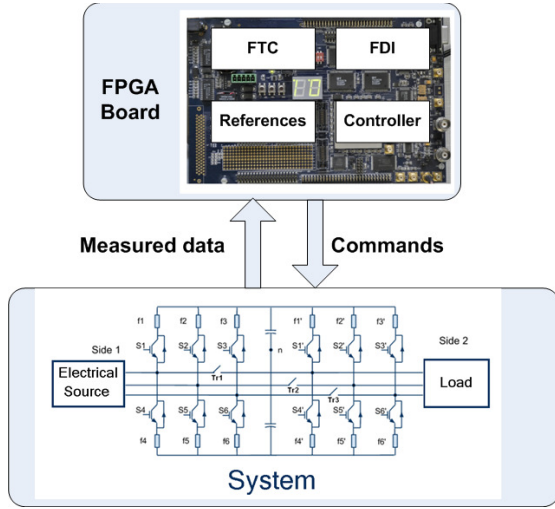 FTC
FDI
FPGA
Board
References
Controller
Measured data
Commands
f1 f2 f3 f1' f2' f3'
S1 S2 S3 S1' S2' S3'
Side 1
n
Side 2
Electrical
Source
Tr1
Tr2
Tr3
Load
S4 S5 S6 S4' S5' S6'
f4 f5 f6 f4' f5' f6'
System